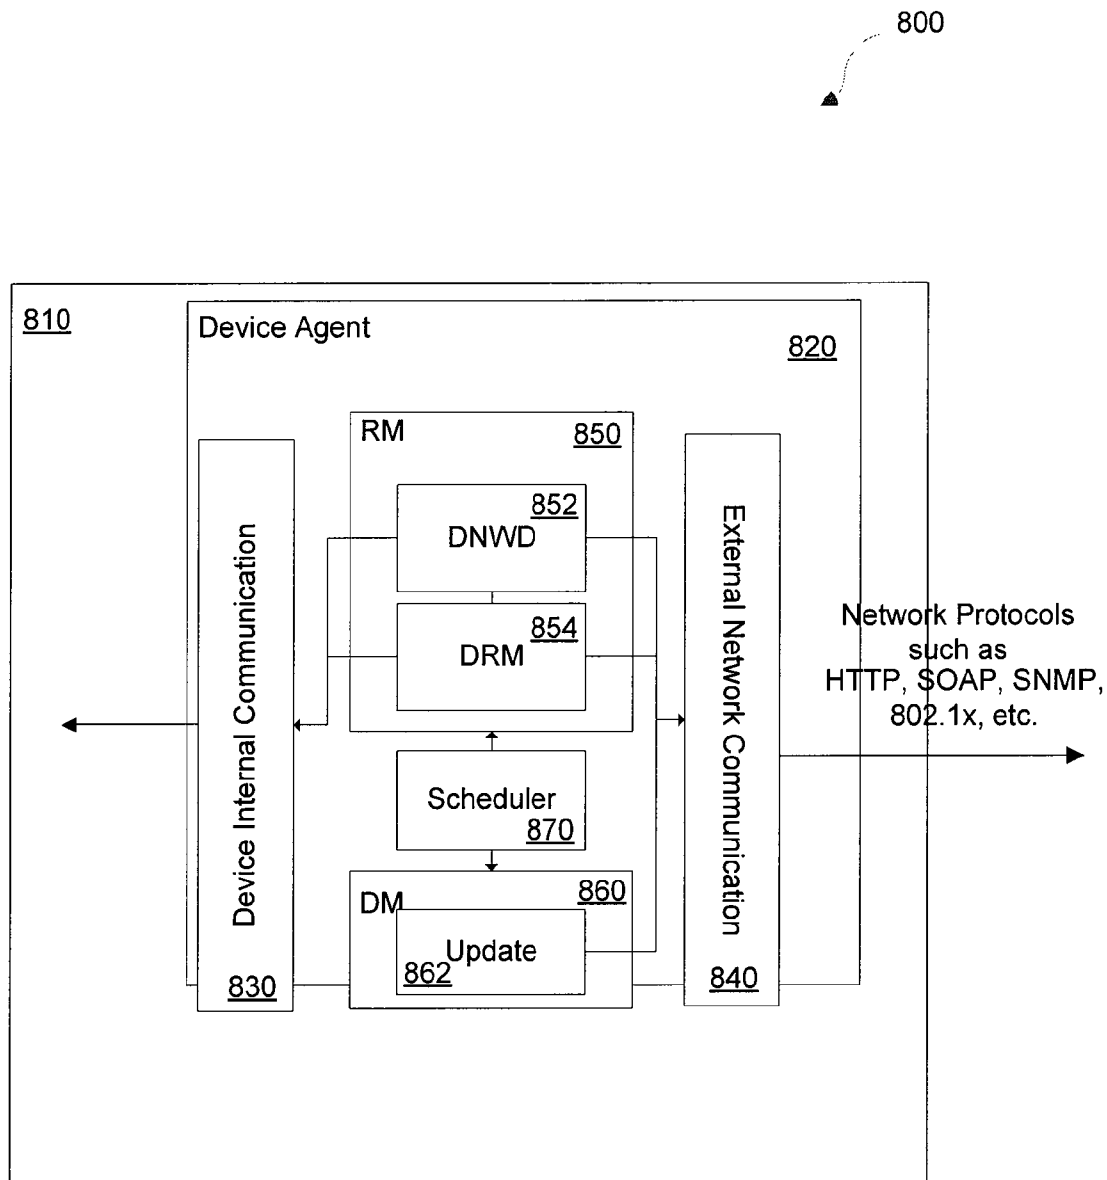 800
810
Device Agent
820
RM
850
852
DNWD
854
DRM
Device Internal Communication
830
External Network Communication
840
Network Protocols
such as
HTTP, SOAP, SNMP,
802.1x, etc.
Scheduler
870
860
DM
Update
862